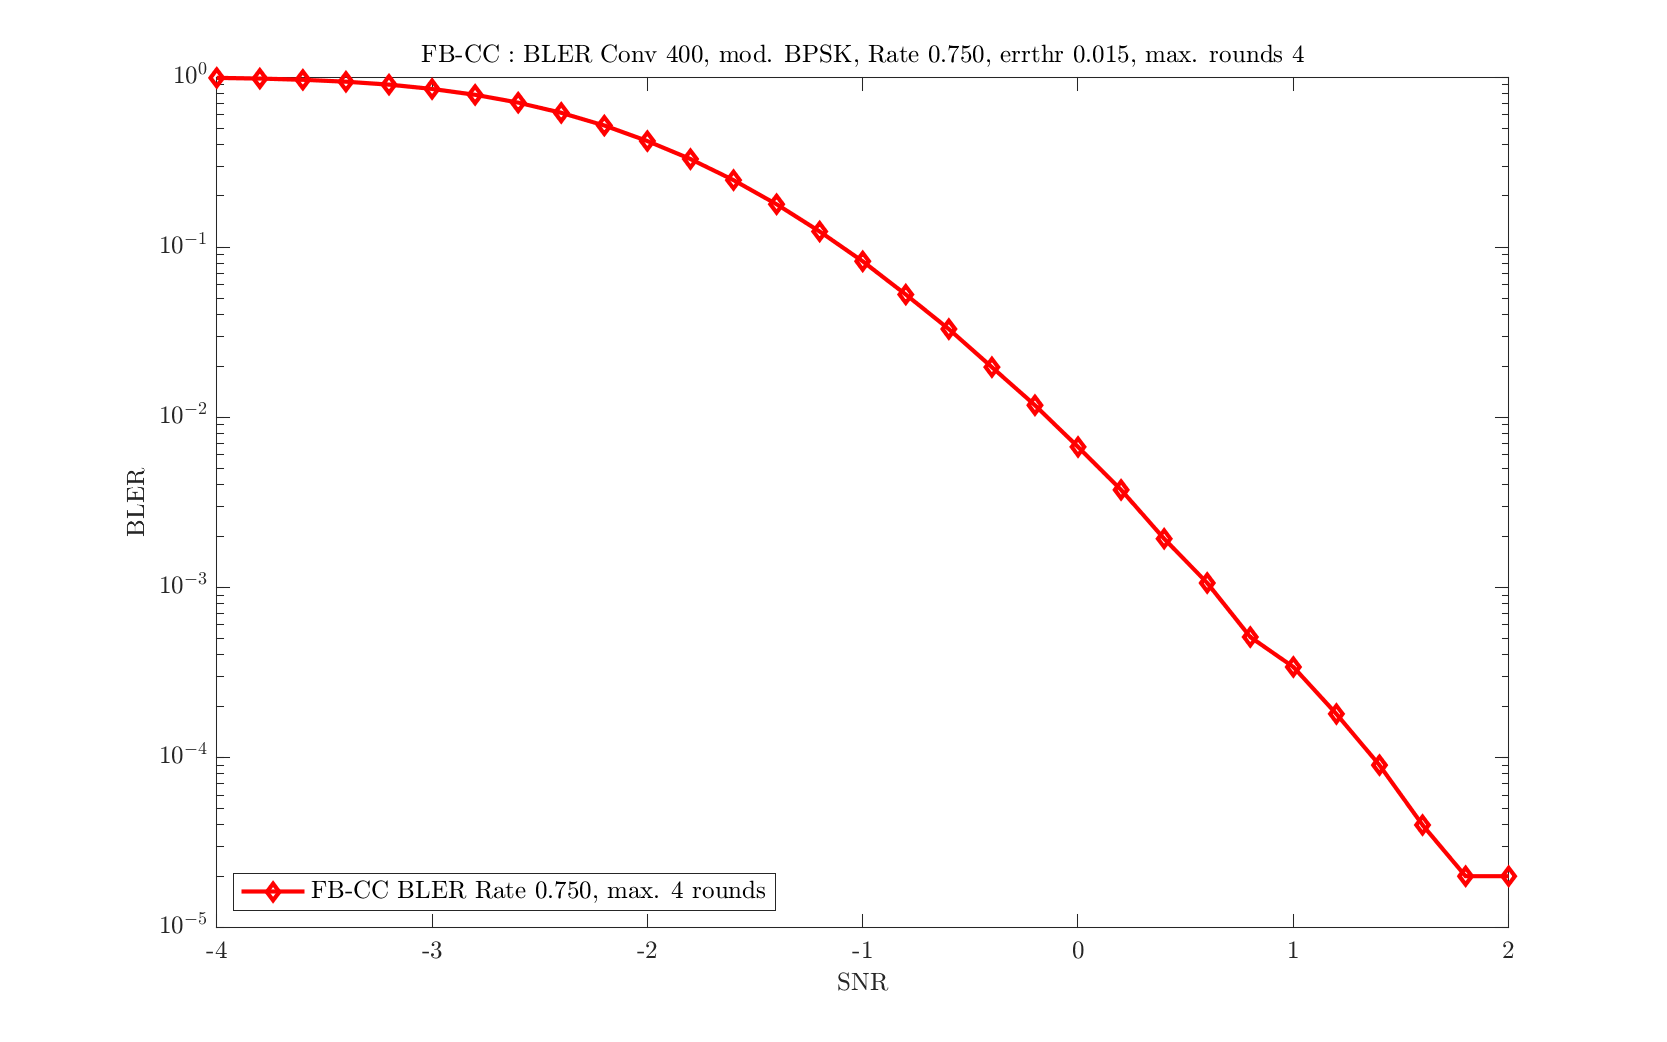 FB-CC : BLER Conv 400, mod. BPSK, Rate 0.750, errthr 0.015, max. rounds 4
10⁰
10⁻¹
10⁻²
10⁻³
10⁻⁴
10⁻⁵
BLER
FB-CC BLER Rate 0.750, max. 4 rounds
-4 -3 -2 -1 0 1 2
SNR